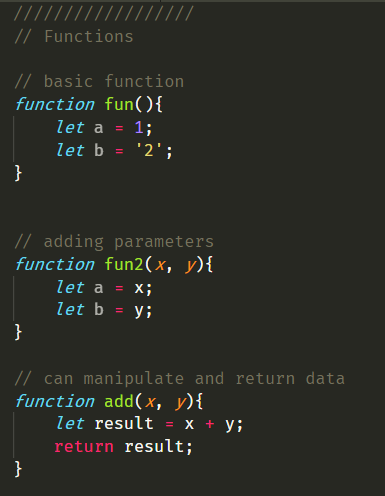 //////////////////
// Functions
// basic function
function fun(){
    let a = 1;
    let b = '2';
}
// adding parameters
function fun2(x, y){
    let a = x;
    let b = y;
}
// can manipulate and return data
function add(x, y){
    let result = x + y;
    return result;
}